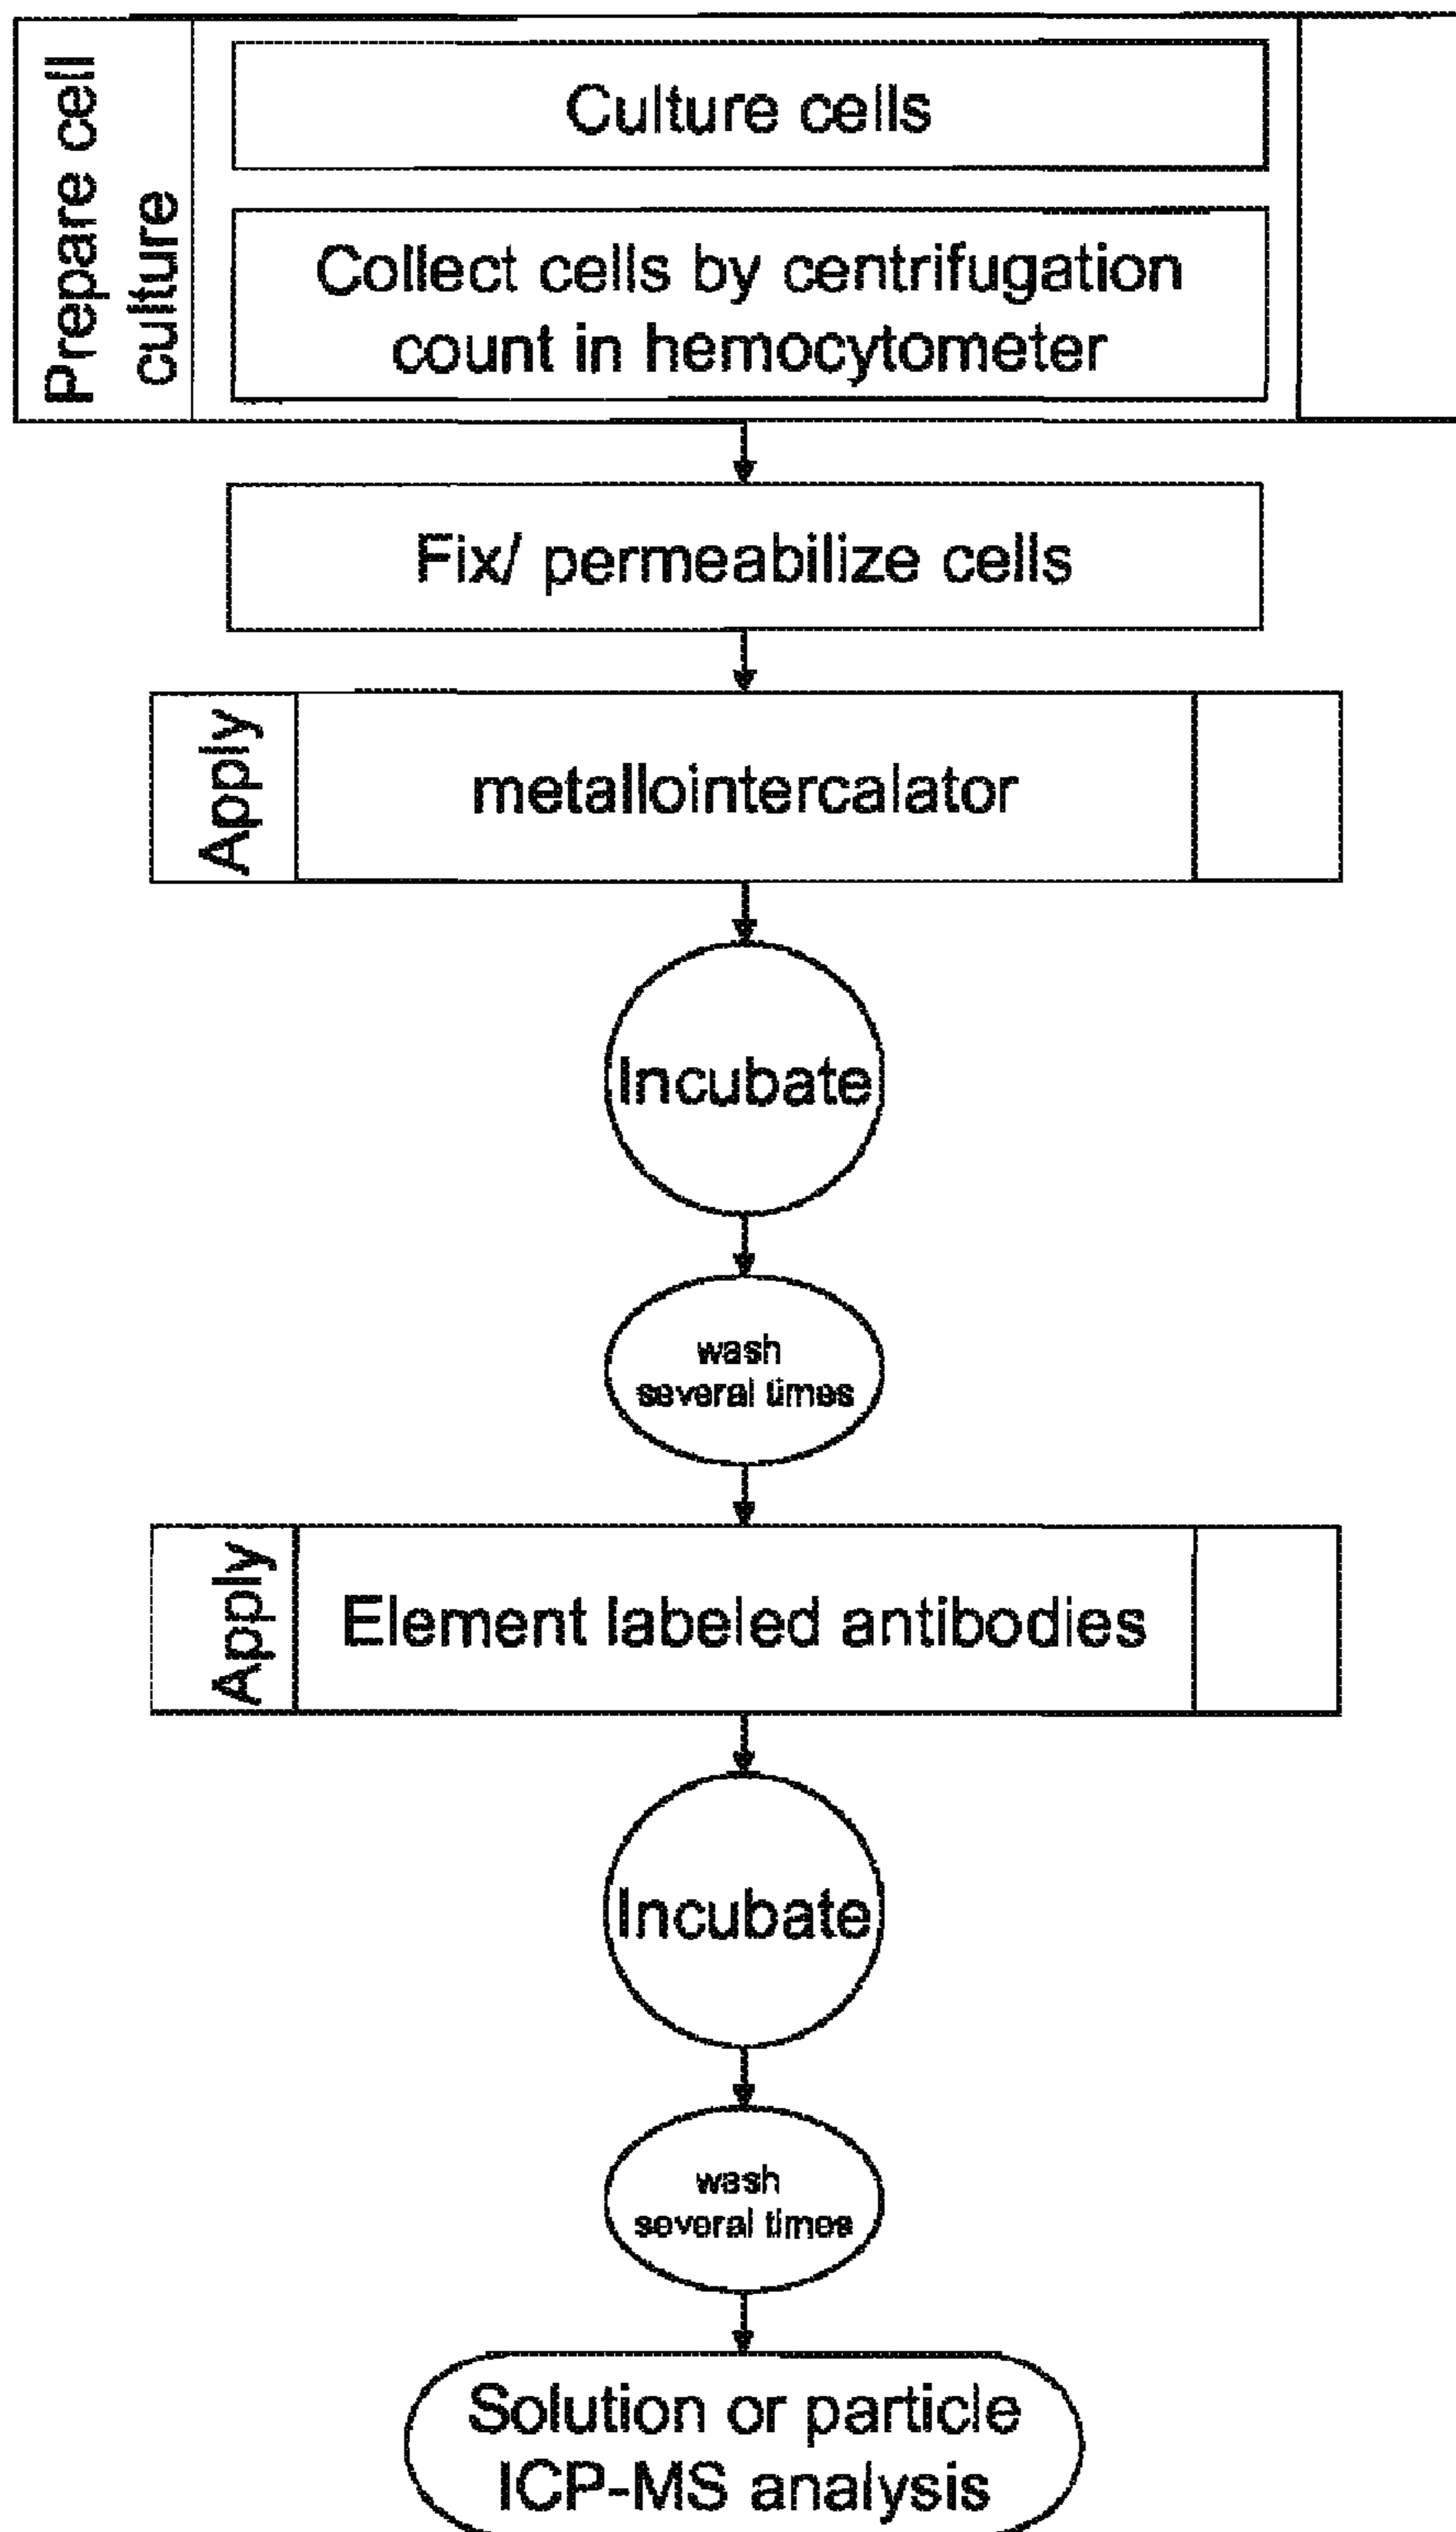 Prepare cell
culture
Culture cells
Collect cells by centrifugation
count in hemocytometer
Fix/ permeabilize cells
Apply
metallointercalator
Incubate
wash
several times
Apply
Element labeled antibodies
Incubate
wash
several times
Solution or particle
ICP-MS analysis